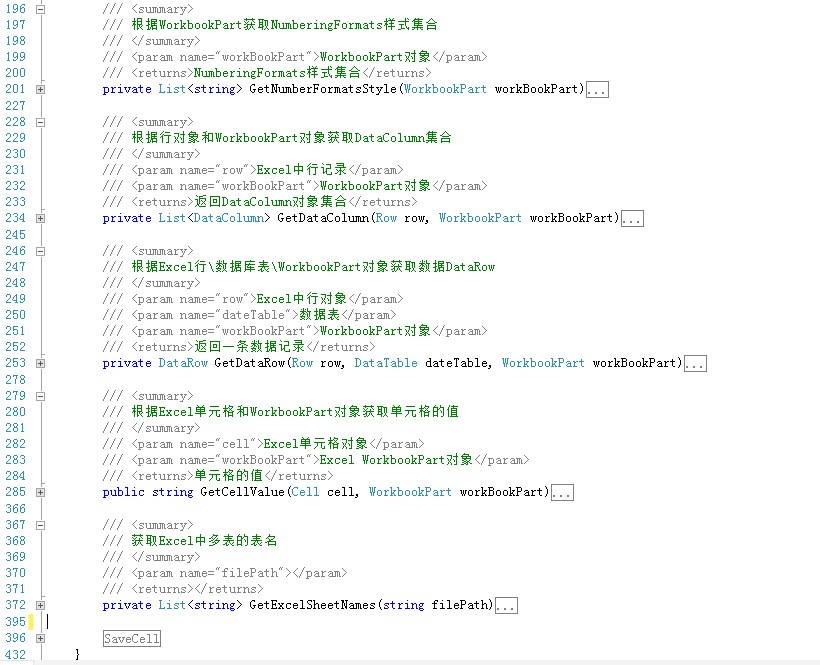 196 /// <summary>
197 /// 根据WorkbookPart获取NumberingFormats样式集合
198 /// </summary>
199 /// <param name="workBookPart">WorkbookPart对象</param>
200 /// <returns>NumberingFormats样式集合</returns>
201 private List<string> GetNumberFormatsStyle(WorkbookPart workBookPart)...
227
228 /// <summary>
229 /// 根据行对象和WorkbookPart对象获取DataColumn集合
230 /// </summary>
231 /// <param name="row">Excel中行记录</param>
232 /// <param name="workBookPart">WorkbookPart对象</param>
233 /// <returns>返回DataColumn对象集合</returns>
234 private List<DataColumn> GetDataColumn(Row row, WorkbookPart workBookPart)...
245
246 /// <summary>
247 /// 根据Excel行\数据库表\WorkbookPart对象获取数据DataRow
248 /// </summary>
249 /// <param name="row">Excel中行对象</param>
250 /// <param name="dateTable">数据表</param>
251 /// <param name="workBookPart">WorkbookPart对象</param>
252 /// <returns>返回一条数据记录</returns>
253 private DataRow GetDataRow(Row row, DataTable dateTable, WorkbookPart workBookPart)...
278
279 /// <summary>
280 /// 根据Excel单元格和WorkbookPart对象获取单元格的值
281 /// </summary>
282 /// <param name="cell">Excel单元格对象</param>
283 /// <param name="workBookPart">Excel WorkbookPart对象</param>
284 /// <returns>单元格的值</returns>
285 public string GetCellValue(Cell cell, WorkbookPart workBookPart)...
366
367 /// <summary>
368 /// 获取Excel中多表的表名
369 /// </summary>
370 /// <param name="filePath"></param>
371 /// <returns></returns>
372 private List<string> GetExcelSheetNames(string filePath)...
395
396 SaveCell
432 }